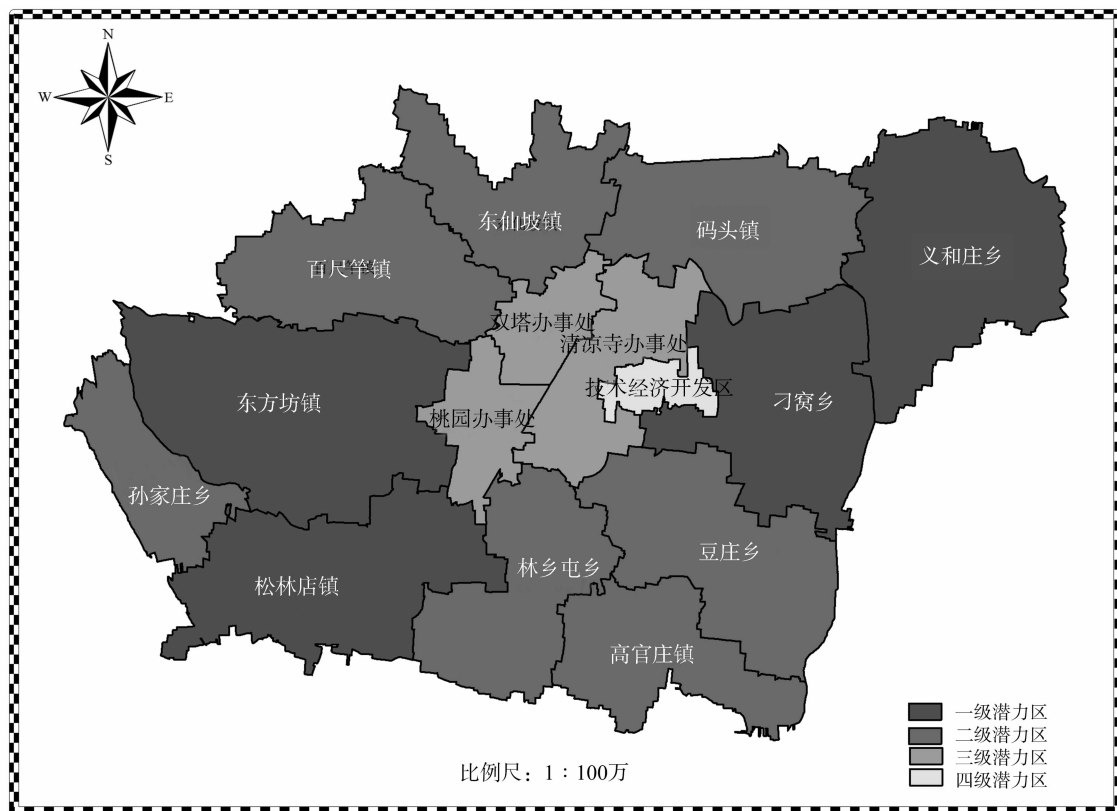 N
W
E
S
东仙坡镇
码头镇
义和庄乡
百尺竿镇
双塔办事处
清凉寺办事处
技术经济开发区
东方坊镇
桃园办事处
刁窝乡
孙家庄乡
豆庄乡
林乡屯乡
松林店镇
高官庄镇
一级潜力区
二级潜力区
三级潜力区
四级潜力区
比例尺：1：100万